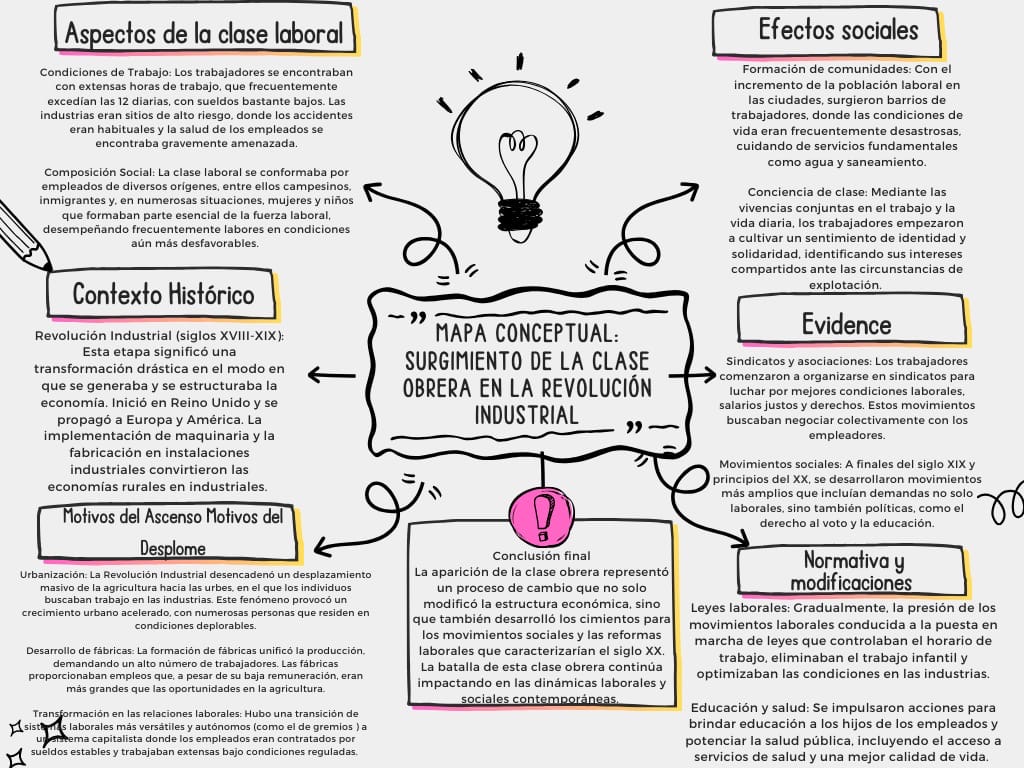 Aspectos de la clase laboral
Condiciones de Trabajo: Los trabajadores se encontraban
con extensas horas de trabajo, que frecuentemente
excedían las 12 diarias, con sueldos bastante bajos. Las
industrias eran sitios de alto riesgo, donde los accidentes
eran habituales y la salud de los empleados se
encontraba gravemente amenazada.
Composición Social: La clase laboral se conformaba por
empleados de diversos orígenes, entre ellos campesinos,
inmigrantes y, en numerosas situaciones, mujeres y niños
que formaban parte esencial de la fuerza laboral,
desempeñando frecuentemente labores en condiciones
aún más desfavorables.
Contexto Histórico
Revolución Industrial (siglos XVIII-XIX):
Esta etapa significó una
transformación drástica en el modo en
que se generaba y se estructuraba la
economía. Inició en Reino Unido y se
propagó a Europa y América. La
implementación de maquinaria y la
fabricación en instalaciones
industriales convirtieron las
economías rurales en industriales.
Motivos del Ascenso Motivos del
Desplome
Urbanización: La Revolución Industrial desencadenó un desplazamiento
masivo de la agricultura hacia las urbes, en el que los individuos
buscaban trabajo en las industrias. Este fenómeno provocó un
crecimiento urbano acelerado, con numerosas personas que residen en
condiciones deplorables.
Desarrollo de fábricas: La formación de fábricas unificó la producción,
demandando un alto número de trabajadores. Las fábricas
proporcionaban empleos que, a pesar de su baja remuneración, eran
más grandes que las oportunidades en la agricultura.
Transformación en las relaciones laborales: Hubo una transición de
sistemas laborales más versátiles y autónomos (como el de gremios ) a
un sistema capitalista donde los empleados eran contratados por
sueldos estables y trabajaban extensas bajo condiciones reguladas.
MAPA CONCEPTUAL:
SURGIMIENTO DE LA CLASE
OBRERA EN LA REVOLUCIÓN
INDUSTRIAL
Conclusión final
La aparición de la clase obrera representó
un proceso de cambio que no solo
modificó la estructura económica, sino
que también desarrolló los cimientos para
los movimientos sociales y las reformas
laborales que caracterizarían el siglo XX.
La batalla de esta clase obrera continúa
impactando en las dinámicas laborales y
sociales contemporáneas.
Efectos sociales
Formación de comunidades: Con el
incremento de la población laboral en
las ciudades, surgieron barrios de
trabajadores, donde las condiciones de
vida eran frecuentemente desastrosas,
cuidando de servicios fundamentales
como agua y saneamiento.
Conciencia de clase: Mediante las
vivencias conjuntas en el trabajo y la
vida diaria, los trabajadores empezaron
a cultivar un sentimiento de identidad y
solidaridad, identificando sus intereses
compartidos ante las circunstancias de
explotación.
Evidence
Sindicatos y asociaciones: Los trabajadores
comenzaron a organizarse en sindicatos para
luchar por mejores condiciones laborales,
salarios justos y derechos. Estos movimientos
buscaban negociar colectivamente con los
empleadores.
Movimientos sociales: A finales del siglo XIX y
principios del XX, se desarrollaron movimientos
más amplios que incluían demandas no solo
laborales, sino también políticas, como el
derecho al voto y la educación.
Normativa y
modificaciones
Leyes laborales: Gradualmente, la presión de los
movimientos laborales conducida a la puesta en
marcha de leyes que controlaban el horario de
trabajo, eliminaban el trabajo infantil y
optimizaban las condiciones en las industrias.
Educación y salud: Se impulsaron acciones para
brindar educación a los hijos de los empleados y
potenciar la salud pública, incluyendo el acceso a
servicios de salud y una mejor calidad de vida.